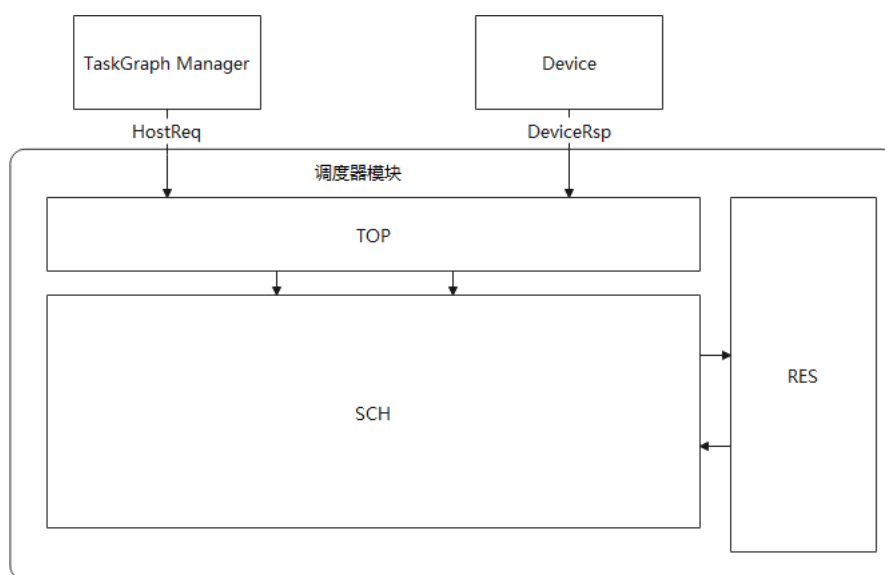 TaskGraph Manager
Device
HostReq
DeviceRsp
调度器模块
TOP
SCH
RES